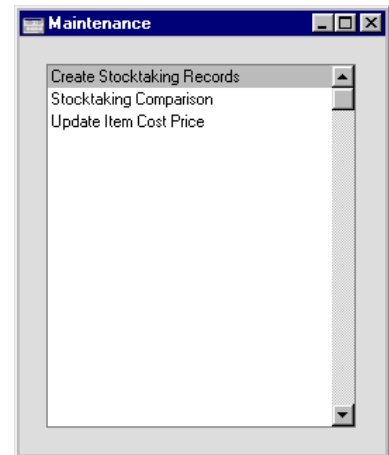 Maintenance
Create Stocktaking Records
Stocktaking Comparison
Update Item Cost Price